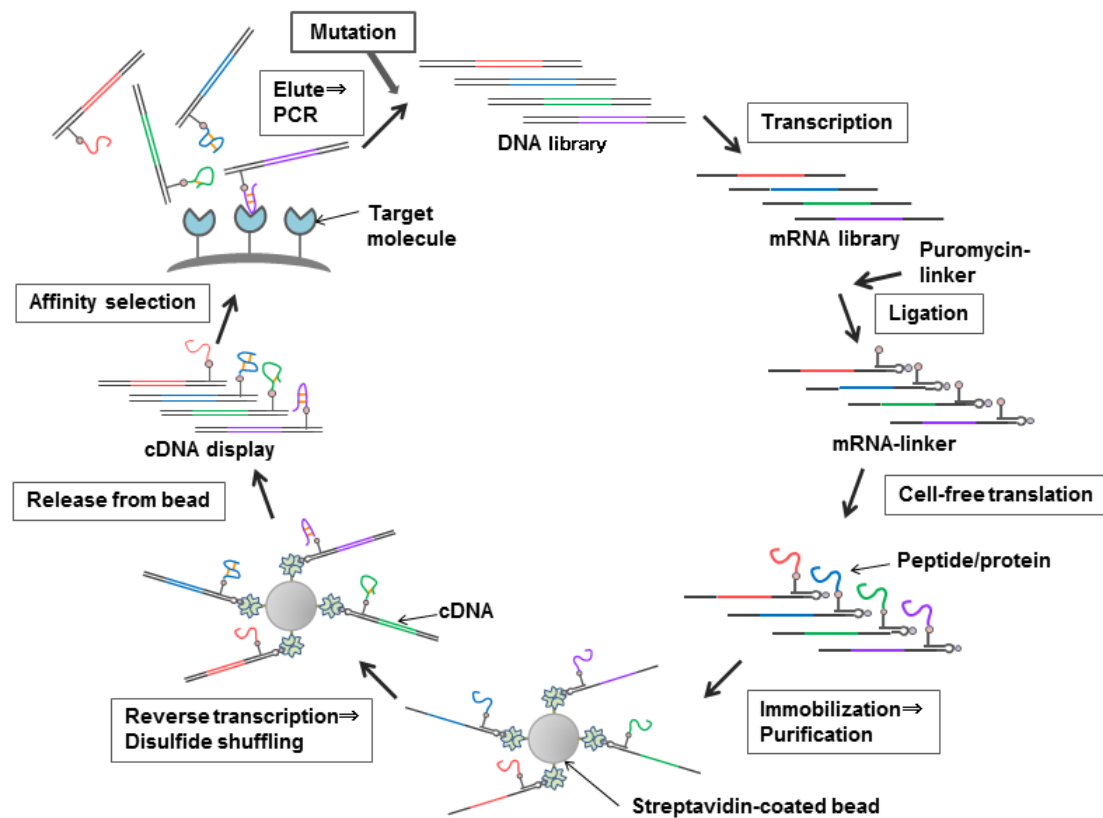 Mutation
Elute⇒
PCR
DNA library
Transcription
mRNA library
Puromycin-
linker
Ligation
mRNA-linker
Cell-free translation
Peptide/protein
Immobilization⇒
Purification
Streptavidin-coated bead
Reverse transcription⇒
Disulfide shuffling
cDNA
Release from bead
cDNA display
Affinity selection
Target
molecule